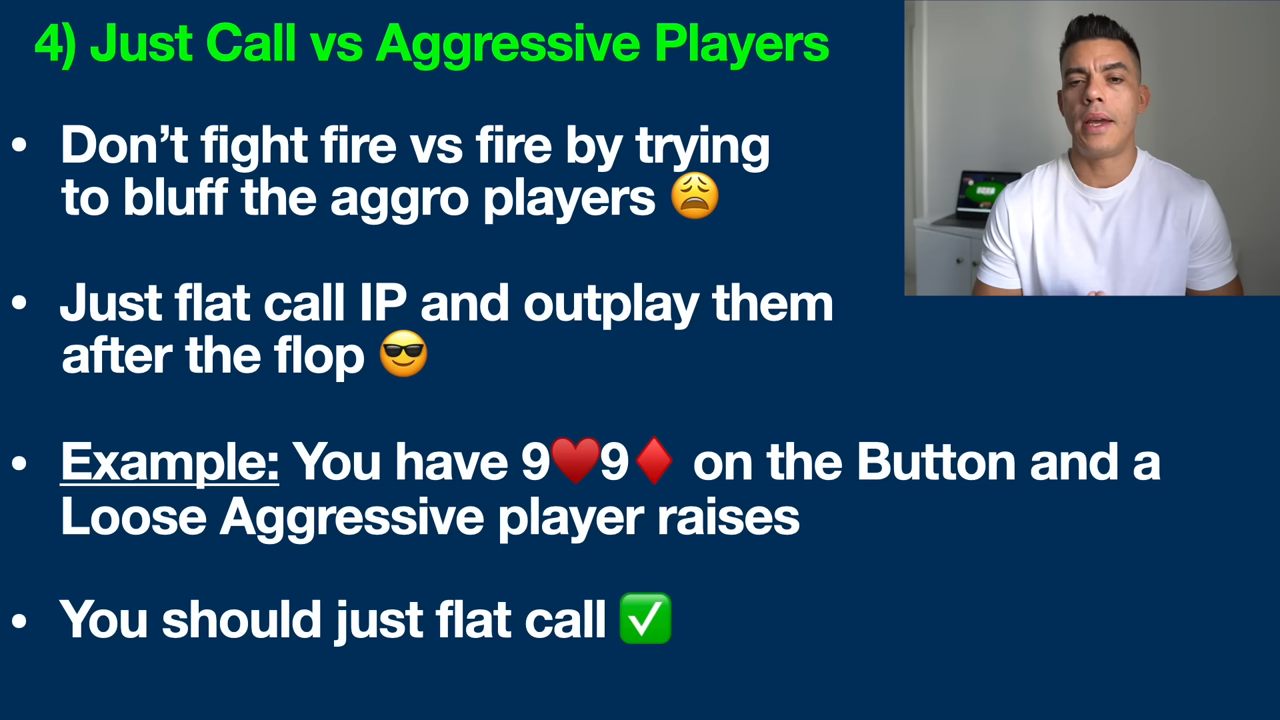 4) Just Call vs Aggressive Players
• Don’t fight fire vs fire by trying
to bluff the aggro players 😩
• Just flat call IP and outplay them
after the flop 😎
• Example: You have 9♥️9♦️ on the Button and a
Loose Aggressive player raises
• You should just flat call ✅